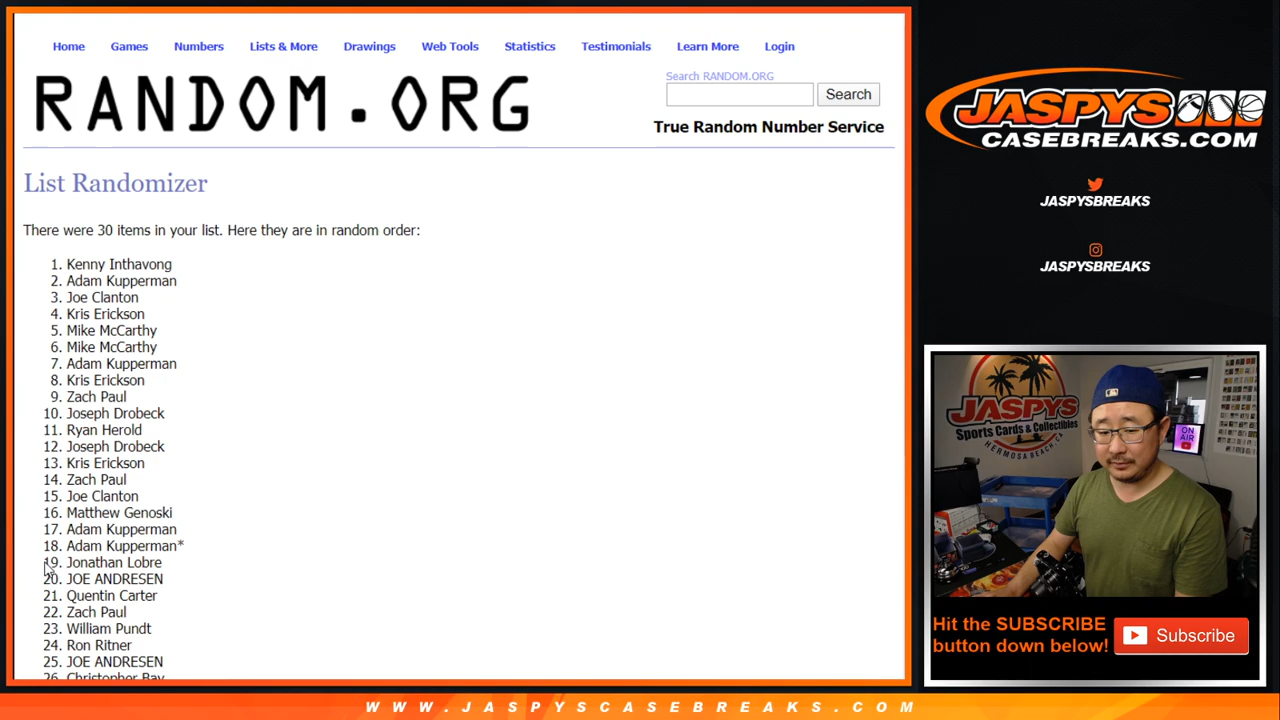 Home Games Numbers Lists & More Drawings Web Tools Statistics Testimonials Learn More Login
RANDOM.ORG
Search RANDOM.ORG
Search
True Random Number Service
List Randomizer
There were 30 items in your list. Here they are in random order:
1. Kenny Inthavong
2. Adam Kupperman
3. Joe Clanton
4. Kris Erickson
5. Mike McCarthy
6. Mike McCarthy
7. Adam Kupperman
8. Kris Erickson
9. Zach Paul
10. Joseph Drobeck
11. Ryan Herold
12. Joseph Drobeck
13. Kris Erickson
14. Zach Paul
15. Joe Clanton
16. Matthew Genoski
17. Adam Kupperman
18. Adam Kupperman*
19. Jonathan Lobre
20. JOE ANDRESEN
21. Quentin Carter
22. Zach Paul
23. William Pundt
24. Ron Ritner
25. JOE ANDRESEN
26. Christopher Bay
JASPYS
CASEBREAKS.COM
JASPYSBREAKS
JASPYSBREAKS
JASPYS
Sports Cards & Collectibles
HERMOSA BEACH, CA
ON
AIR
Hit the SUBSCRIBE
button down below!
Subscribe
WWW.JASPYSCASEBREAKS.COM